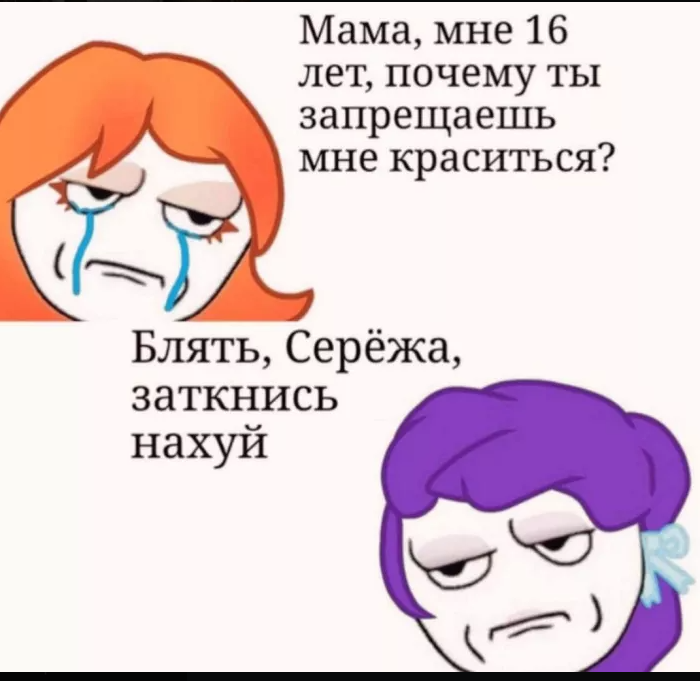 Мама, мне 16
лет, почему ты
запрещаешь
мне краситься?
Блять, Серёжа,
заткнись
нахуй